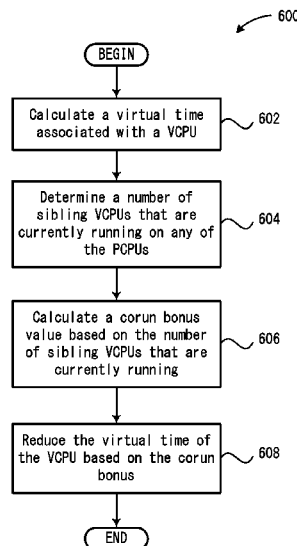 600
BEGIN
Calculate a virtual time
associated with a VCPU
602
Determine a number of
sibling VCPUs that are
currently running on any of
the PCPUs
604
Calculate a corun bonus
value based on the number
of sibling VCPUs that are
currently running
606
Reduce the virtual time of
the VCPU based on the corun
bonus
608
END